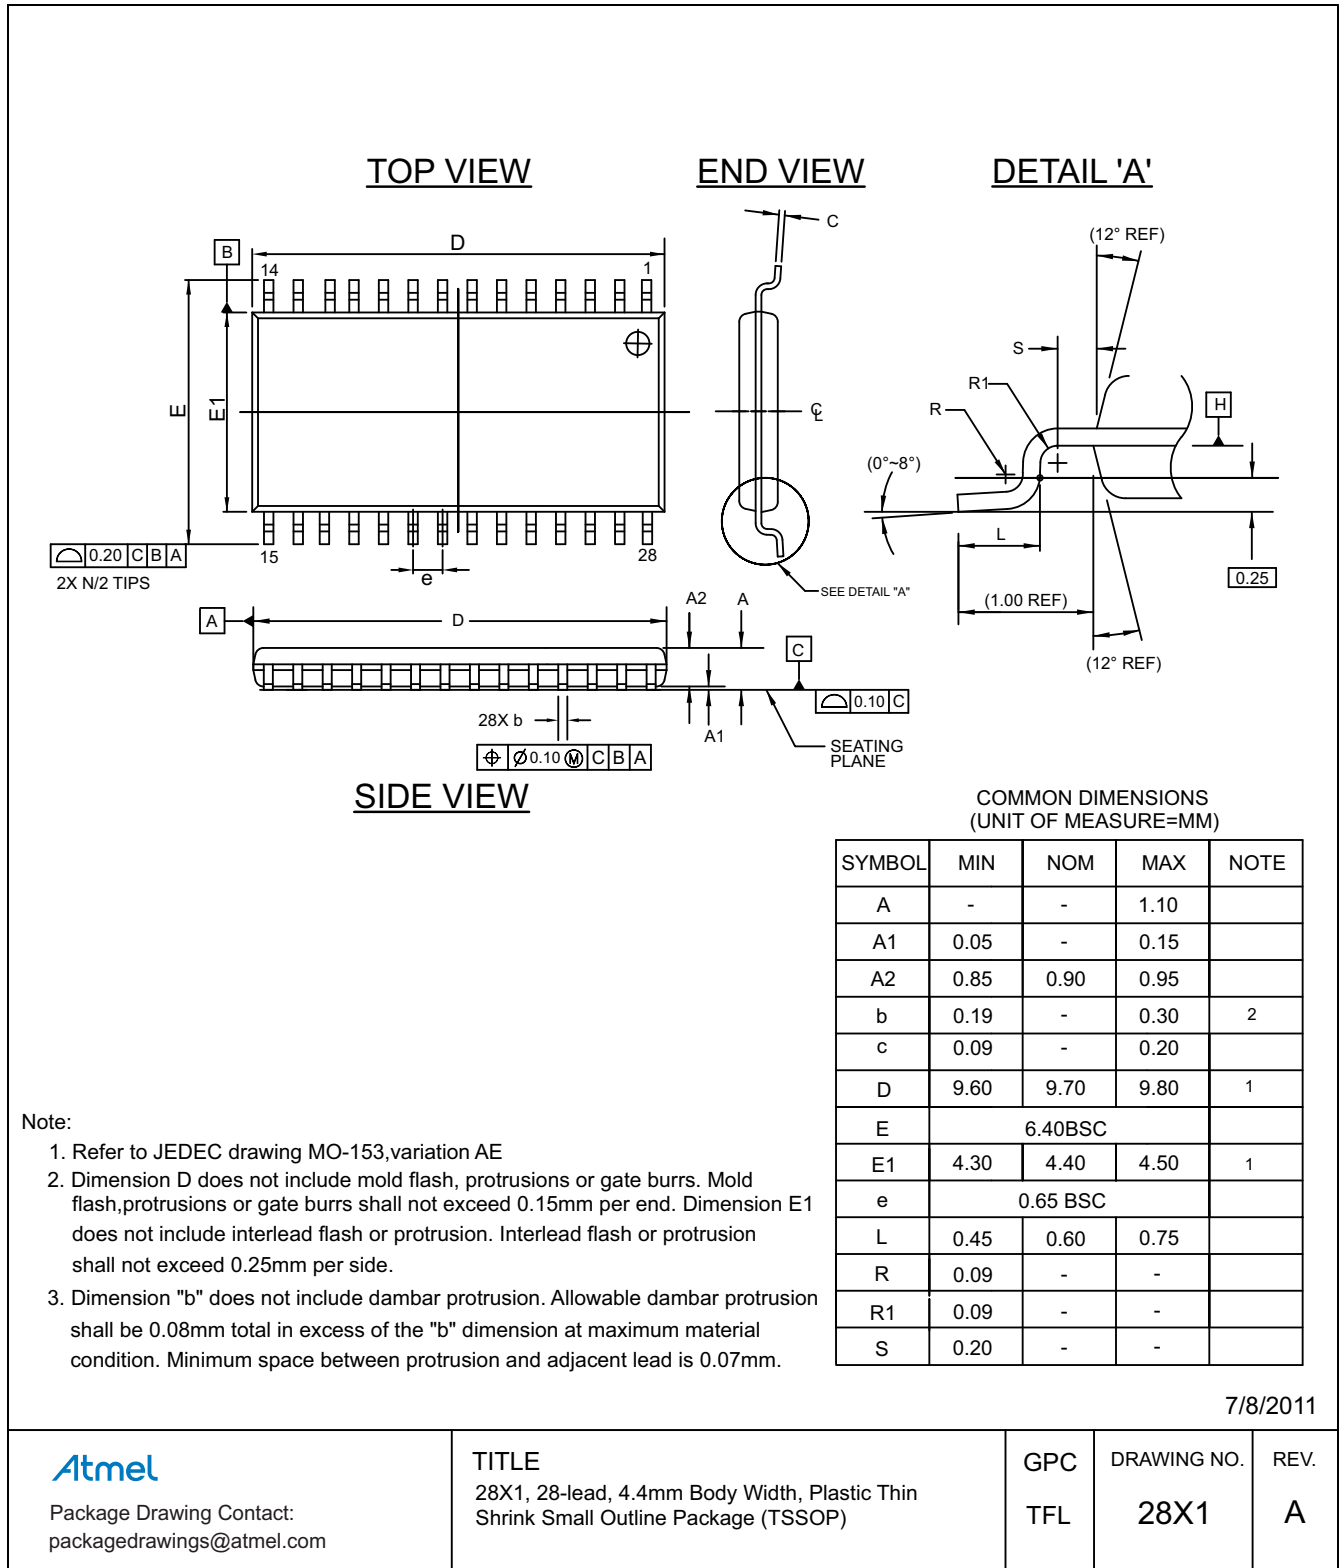 TOP VIEW
END VIEW
DETAIL 'A'
B
D
14
1
E
E1
15
28
e
0.20 C B A
2X N/2 TIPS
C
℄
SEE DETAIL "A"
(12° REF)
S
R1
R
H
(0°~8°)
L
0.25
(1.00 REF)
(12° REF)
A
D
A2
A
C
0.10 C
28X b
A1
SEATING
PLANE
⌖ Ø0.10 Ⓜ C B A
SIDE VIEW
COMMON DIMENSIONS
(UNIT OF MEASURE=MM)
SYMBOL MIN NOM MAX NOTE
A - - 1.10
A1 0.05 - 0.15
A2 0.85 0.90 0.95
b 0.19 - 0.30 2
c 0.09 - 0.20
D 9.60 9.70 9.80 1
E 6.40BSC
E1 4.30 4.40 4.50 1
e 0.65 BSC
L 0.45 0.60 0.75
R 0.09 - -
R1 0.09 - -
S 0.20 - -
Note:
1. Refer to JEDEC drawing MO-153,variation AE
2. Dimension D does not include mold flash, protrusions or gate burrs. Mold
flash,protrusions or gate burrs shall not exceed 0.15mm per end. Dimension E1
does not include interlead flash or protrusion. Interlead flash or protrusion
shall not exceed 0.25mm per side.
3. Dimension "b" does not include dambar protrusion. Allowable dambar protrusion
shall be 0.08mm total in excess of the "b" dimension at maximum material
condition. Minimum space between protrusion and adjacent lead is 0.07mm.
7/8/2011
Atmel
Package Drawing Contact:
packagedrawings@atmel.com
TITLE
28X1, 28-lead, 4.4mm Body Width, Plastic Thin
Shrink Small Outline Package (TSSOP)
GPC
TFL
DRAWING NO.
28X1
REV.
A